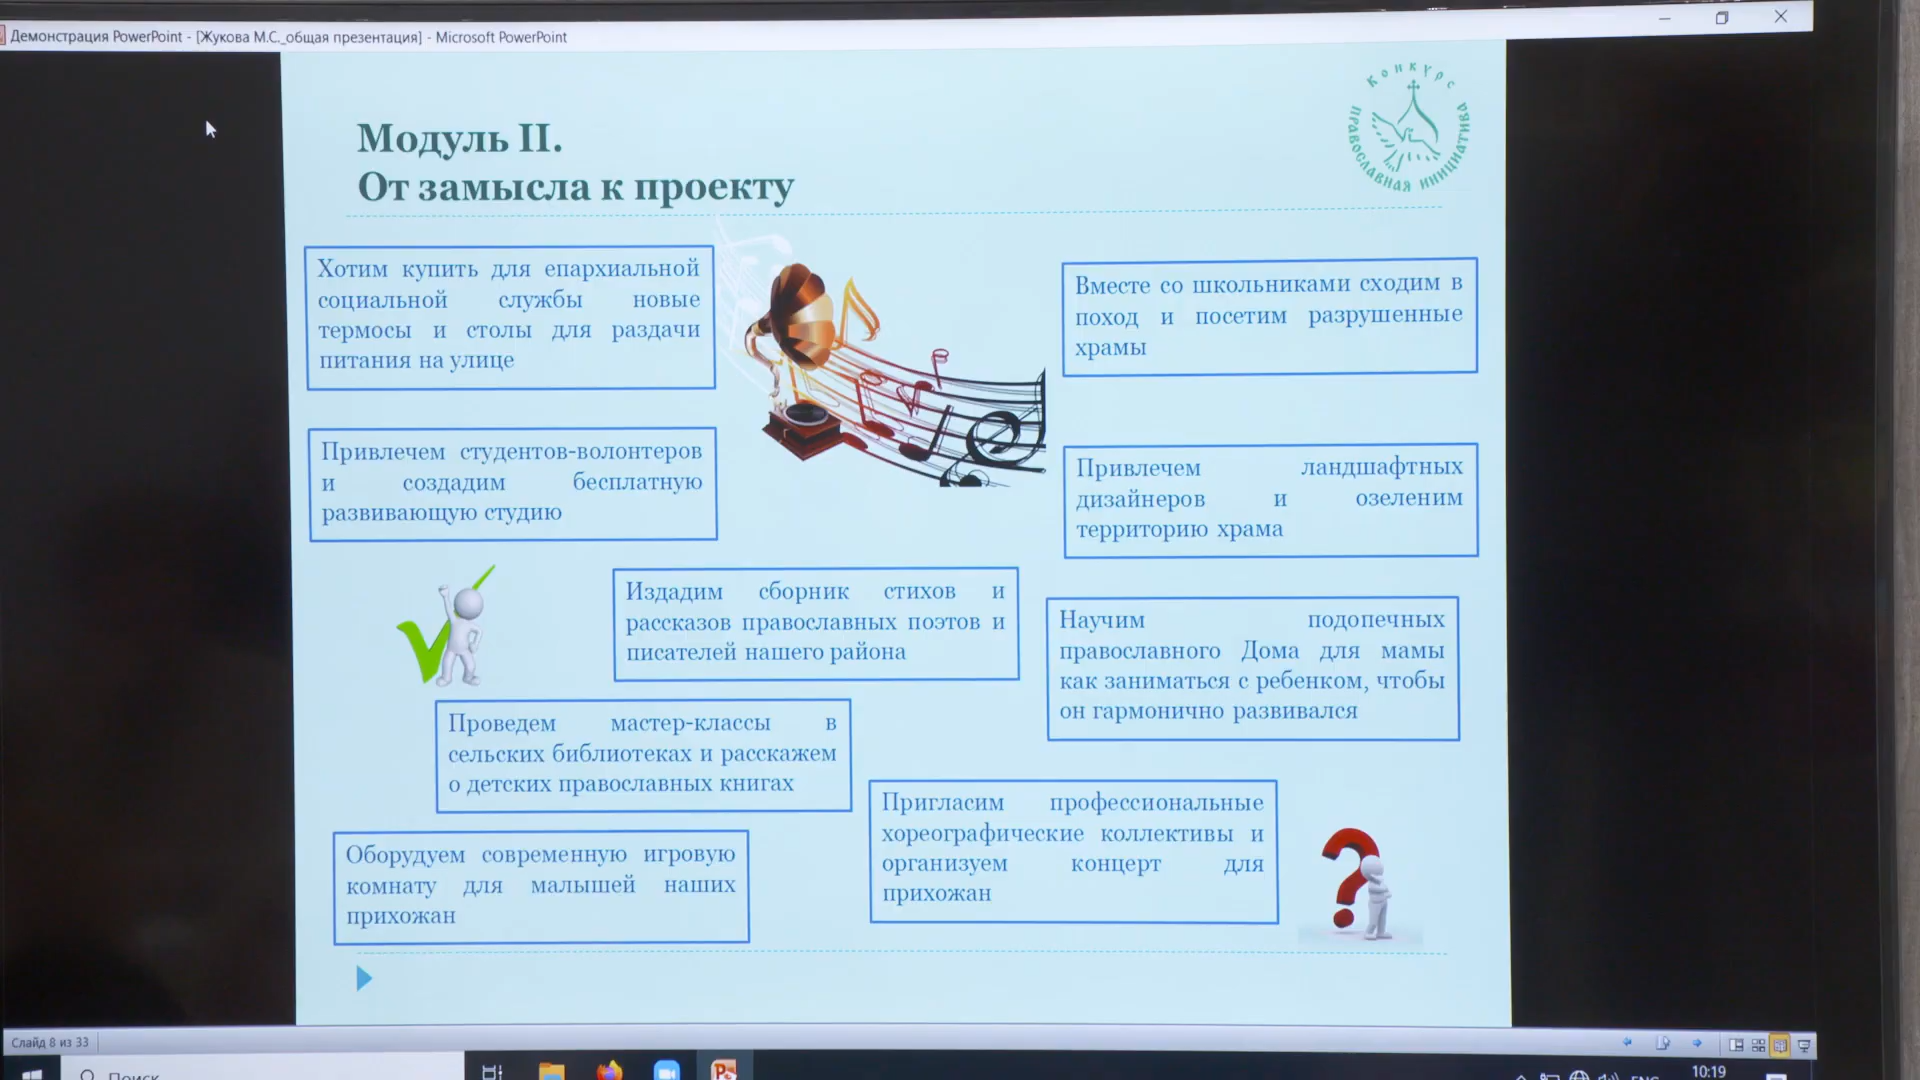 Демонстрация PowerPoint - [Жукова М.С._общая презентация] - Microsoft PowerPoint
Конкурс
Православная инициатива
Модуль II.
От замысла к проекту
Хотим купить для епархиальной
социальной службы новые
термосы и столы для раздачи
питания на улице
Вместе со школьниками сходим в
поход и посетим разрушенные
храмы
Привлечем студентов-волонтеров
и создадим бесплатную
развивающую студию
Привлечем ландшафтных
дизайнеров и озеленим
территорию храма
Издадим сборник стихов и
рассказов православных поэтов и
писателей нашего района
Научим подопечных
православного Дома для мамы
как заниматься с ребенком, чтобы
он гармонично развивался
Проведем мастер-классы в
сельских библиотеках и расскажем
о детских православных книгах
Пригласим профессиональные
хореографические коллективы и
организуем концерт для
прихожан
Оборудуем современную игровую
комнату для малышей наших
прихожан
Слайд 8 из 33
Поиск
ENG
10:19